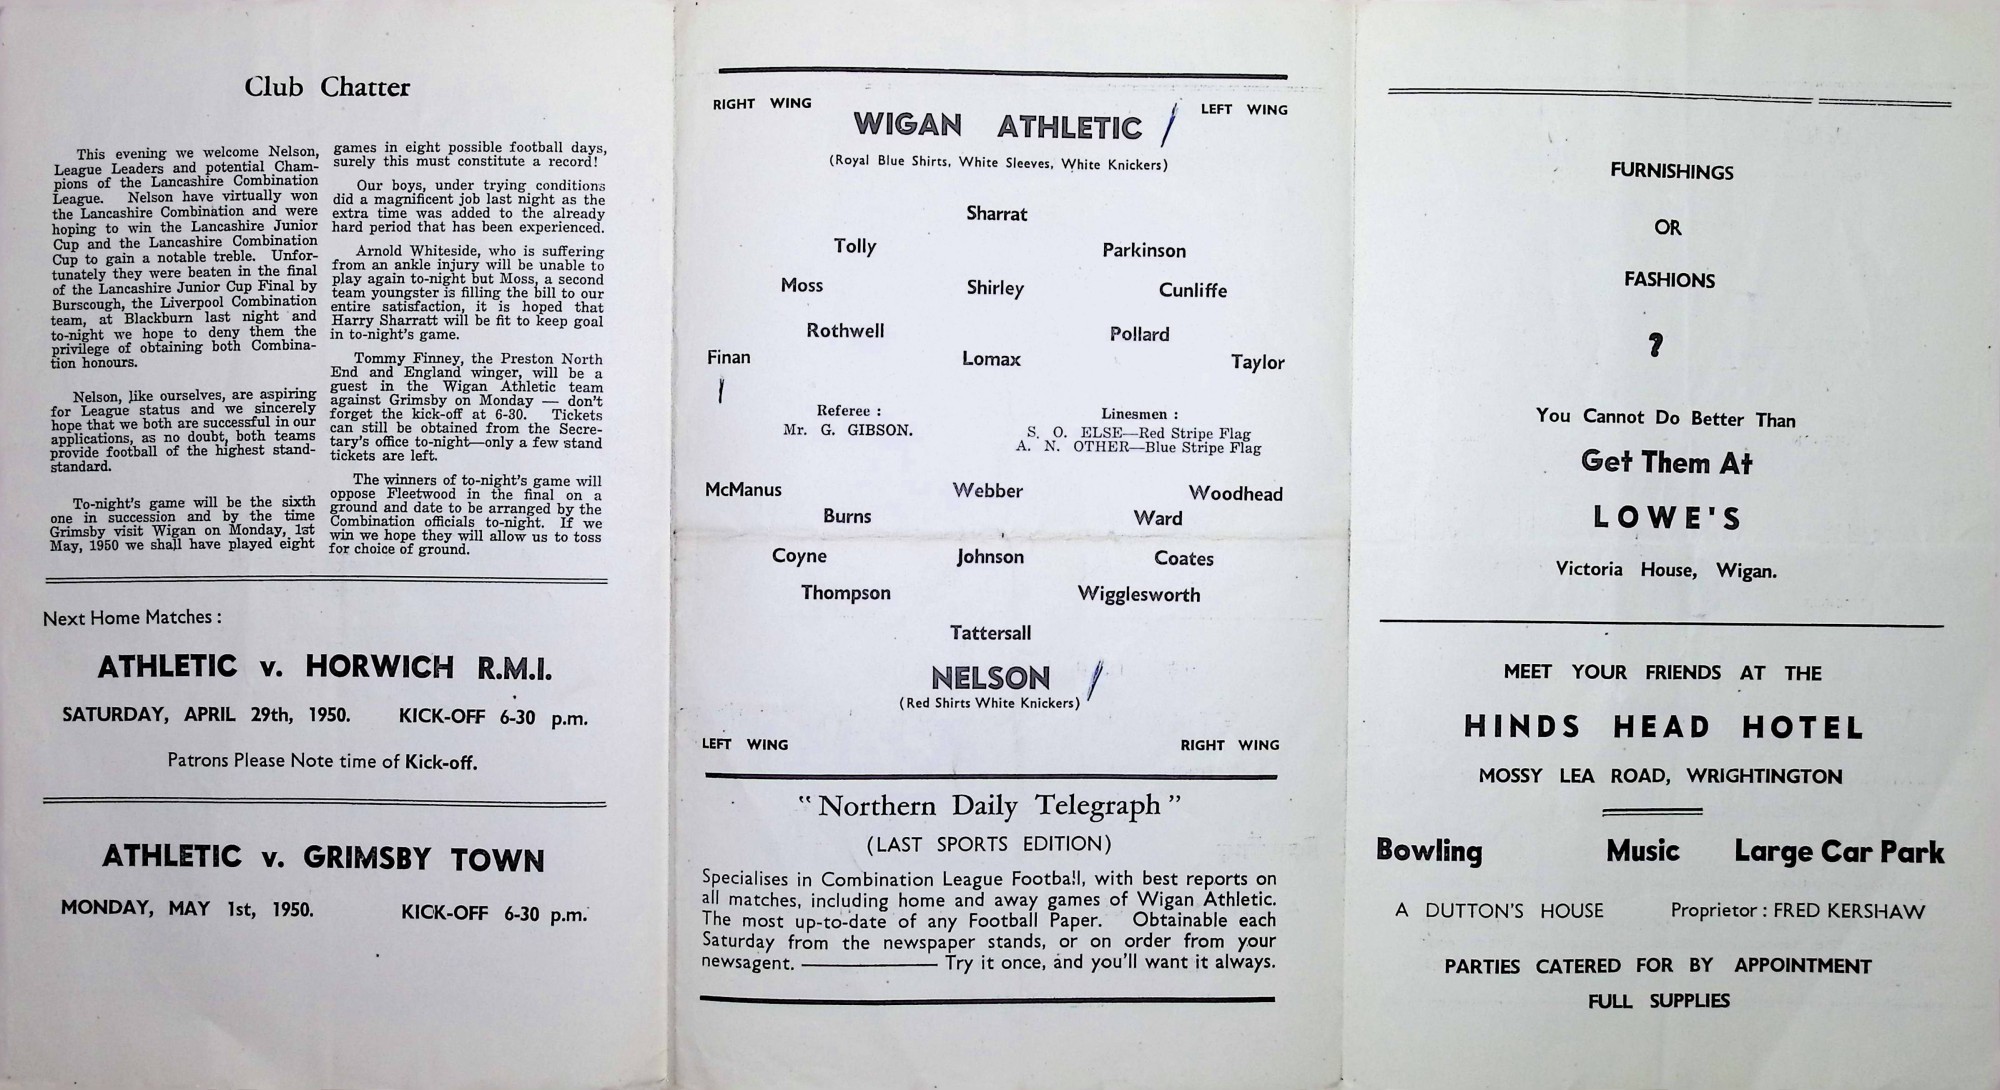 Club Chatter
This evening we welcome Nelson,
League Leaders and potential Cham-
pions of the Lancashire Combination
League. Nelson have virtually won
the Lancashire Combination and were
hoping to win the Lancashire Junior
Cup and the Lancashire Combination
Cup to gain a notable treble. Unfor-
tunately they were beaten in the final
of the Lancashire Junior Cup Final by
Burscough, the Liverpool Combination
team, at Blackburn last night and
to-night we hope to deny them the
privilege of obtaining both Combina-
tion honours.
Nelson, like ourselves, are aspiring
for League status and we sincerely
hope that we both are successful in our
applications, as no doubt, both teams
provide football of the highest stand-
standard.
To-night's game will be the sixth
one in succession and by the time
Grimsby visit Wigan on Monday, 1st
May, 1950 we shall have played eight
games in eight possible football days,
surely this must constitute a record!
Our boys, under trying conditions
did a magnificent job last night as the
extra time was added to the already
hard period that has been experienced.
Arnold Whiteside, who is suffering
from an ankle injury will be unable to
play again to-night but Moss, a second
team youngster is filling the bill to our
entire satisfaction, it is hoped that
Harry Sharratt will be fit to keep goal
in to-night's game.
Tommy Finney, the Preston North
End and England winger, will be a
guest in the Wigan Athletic team
against Grimsby on Monday — don't
forget the kick-off at 6-30. Tickets
can still be obtained from the Secre-
tary's office to-night—only a few stand
tickets are left.
The winners of to-night's game will
oppose Fleetwood in the final on a
ground and date to be arranged by the
Combination officials to-night. If we
win we hope they will allow us to toss
for choice of ground.
Next Home Matches :
ATHLETIC v. HORWICH R.M.I.
SATURDAY, APRIL 29th, 1950. KICK-OFF 6-30 p.m.
Patrons Please Note time of Kick-off.
ATHLETIC v. GRIMSBY TOWN
MONDAY, MAY 1st, 1950. KICK-OFF 6-30 p.m.
RIGHT WING LEFT WING
WIGAN ATHLETIC
(Royal Blue Shirts, White Sleeves, White Knickers)
Sharrat
Tolly Parkinson
Moss Shirley Cunliffe
Rothwell Pollard
Finan Lomax Taylor
Referee : Linesmen :
Mr. G. GIBSON. S. O. ELSE—Red Stripe Flag
A. N. OTHER—Blue Stripe Flag
McManus Webber Woodhead
Burns Ward
Coyne Johnson Coates
Thompson Wigglesworth
Tattersall
NELSON
(Red Shirts White Knickers)
LEFT WING RIGHT WING
"Northern Daily Telegraph"
(LAST SPORTS EDITION)
Specialises in Combination League Football, with best reports on
all matches, including home and away games of Wigan Athletic.
The most up-to-date of any Football Paper. Obtainable each
Saturday from the newspaper stands, or on order from your
newsagent. ——— Try it once, and you'll want it always.
FURNISHINGS
OR
FASHIONS
?
You Cannot Do Better Than
Get Them At
LOWE'S
Victoria House, Wigan.
MEET YOUR FRIENDS AT THE
HINDS HEAD HOTEL
MOSSY LEA ROAD, WRIGHTINGTON
Bowling Music Large Car Park
A DUTTON'S HOUSE Proprietor : FRED KERSHAW
PARTIES CATERED FOR BY APPOINTMENT
FULL SUPPLIES